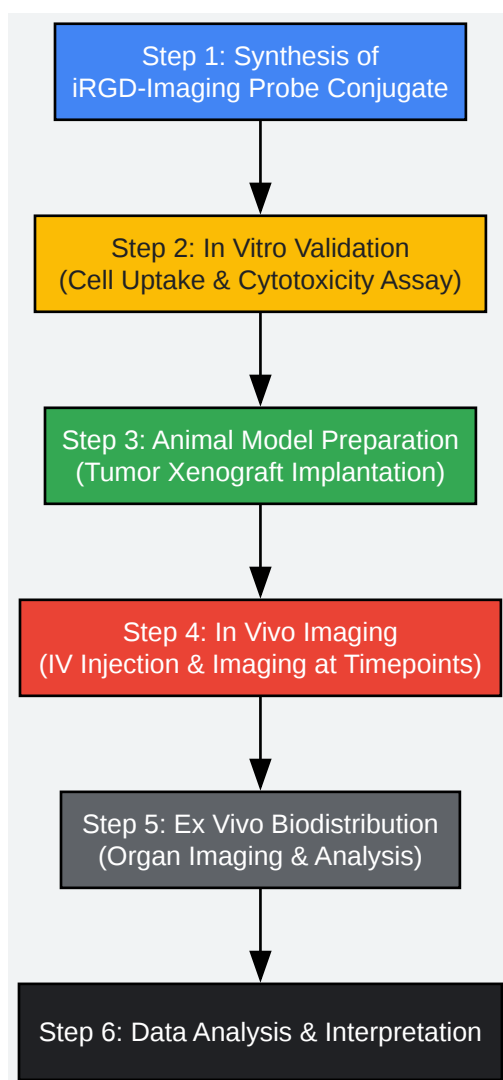 Step 1: Synthesis of
iRGD-Imaging Probe Conjugate
Step 2: In Vitro Validation
(Cell Uptake & Cytotoxicity Assay)
Step 3: Animal Model Preparation
(Tumor Xenograft Implantation)
Step 4: In Vivo Imaging
(IV Injection & Imaging at Timepoints)
Step 5: Ex Vivo Biodistribution
(Organ Imaging & Analysis)
Step 6: Data Analysis & Interpretation